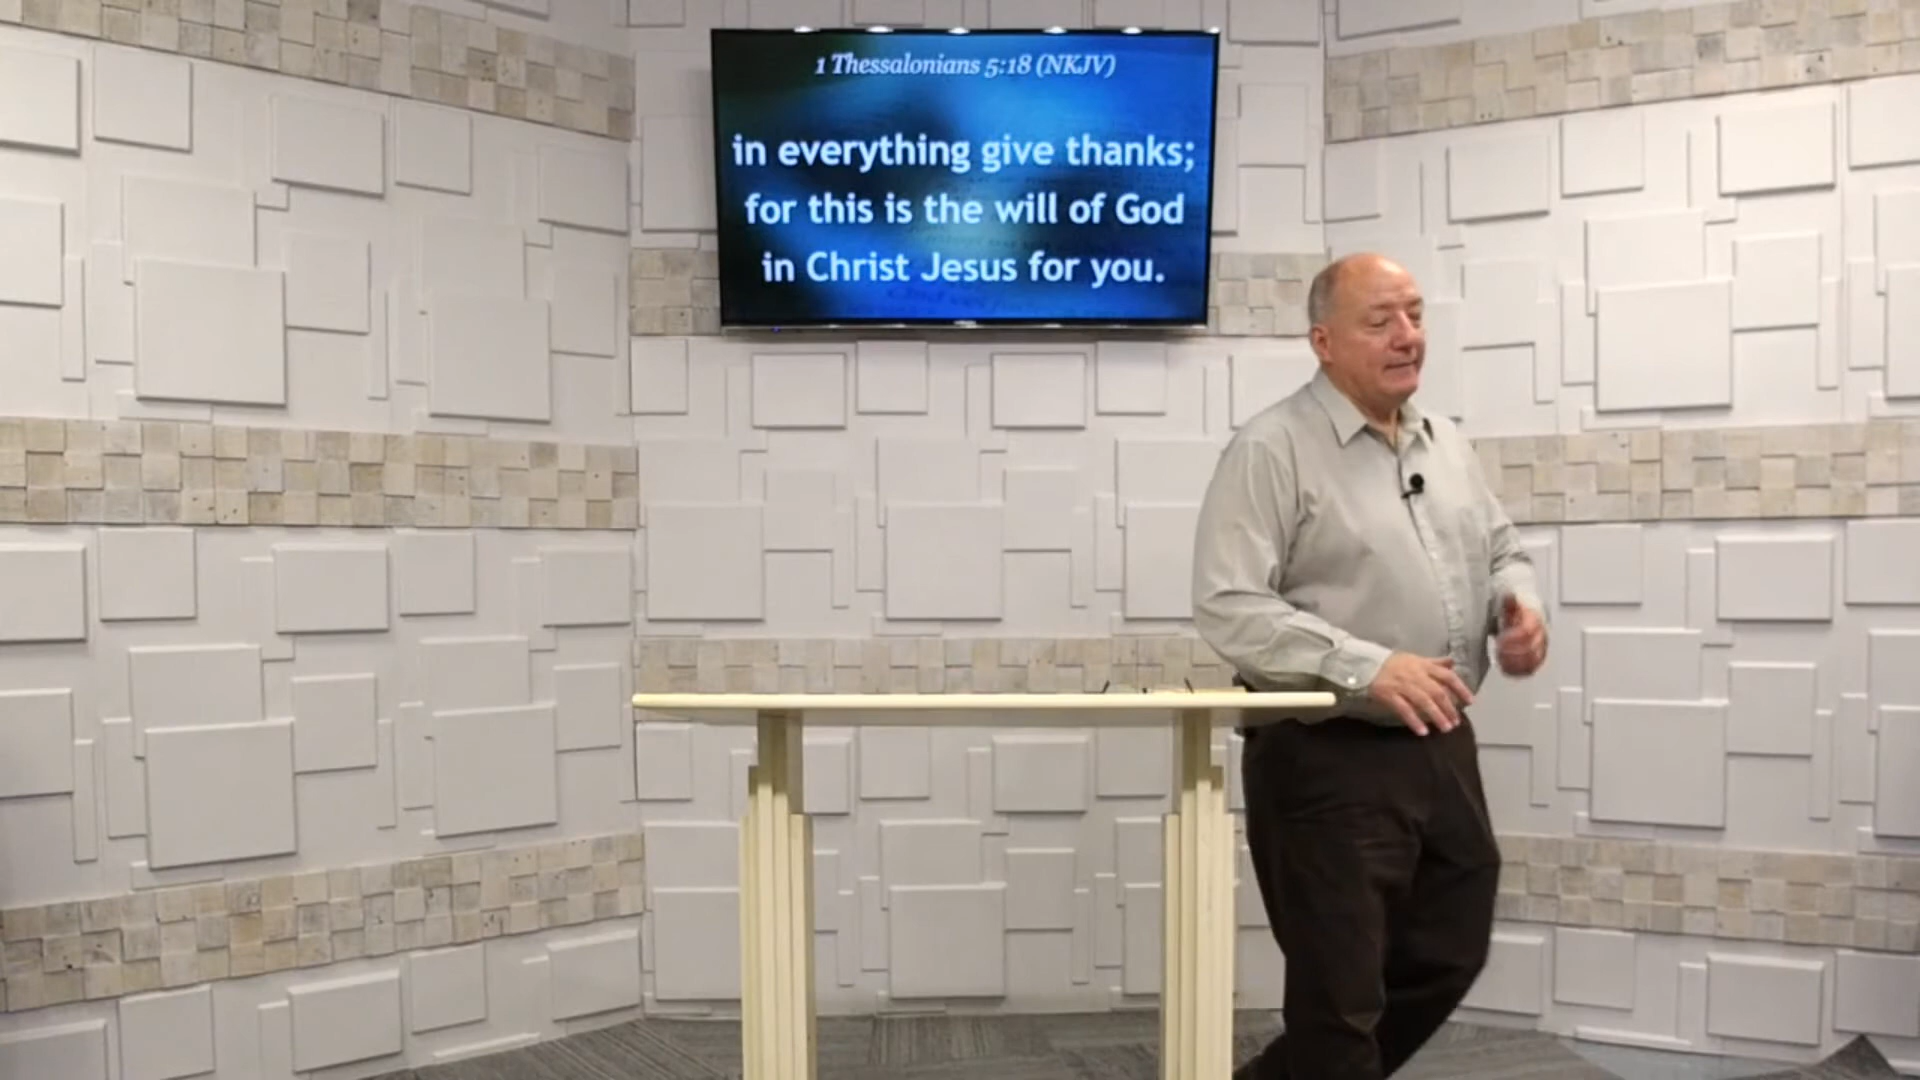 1 Thessalonians 5:18 (NKJV)
in everything give thanks;
for this is the will of God
in Christ Jesus for you.